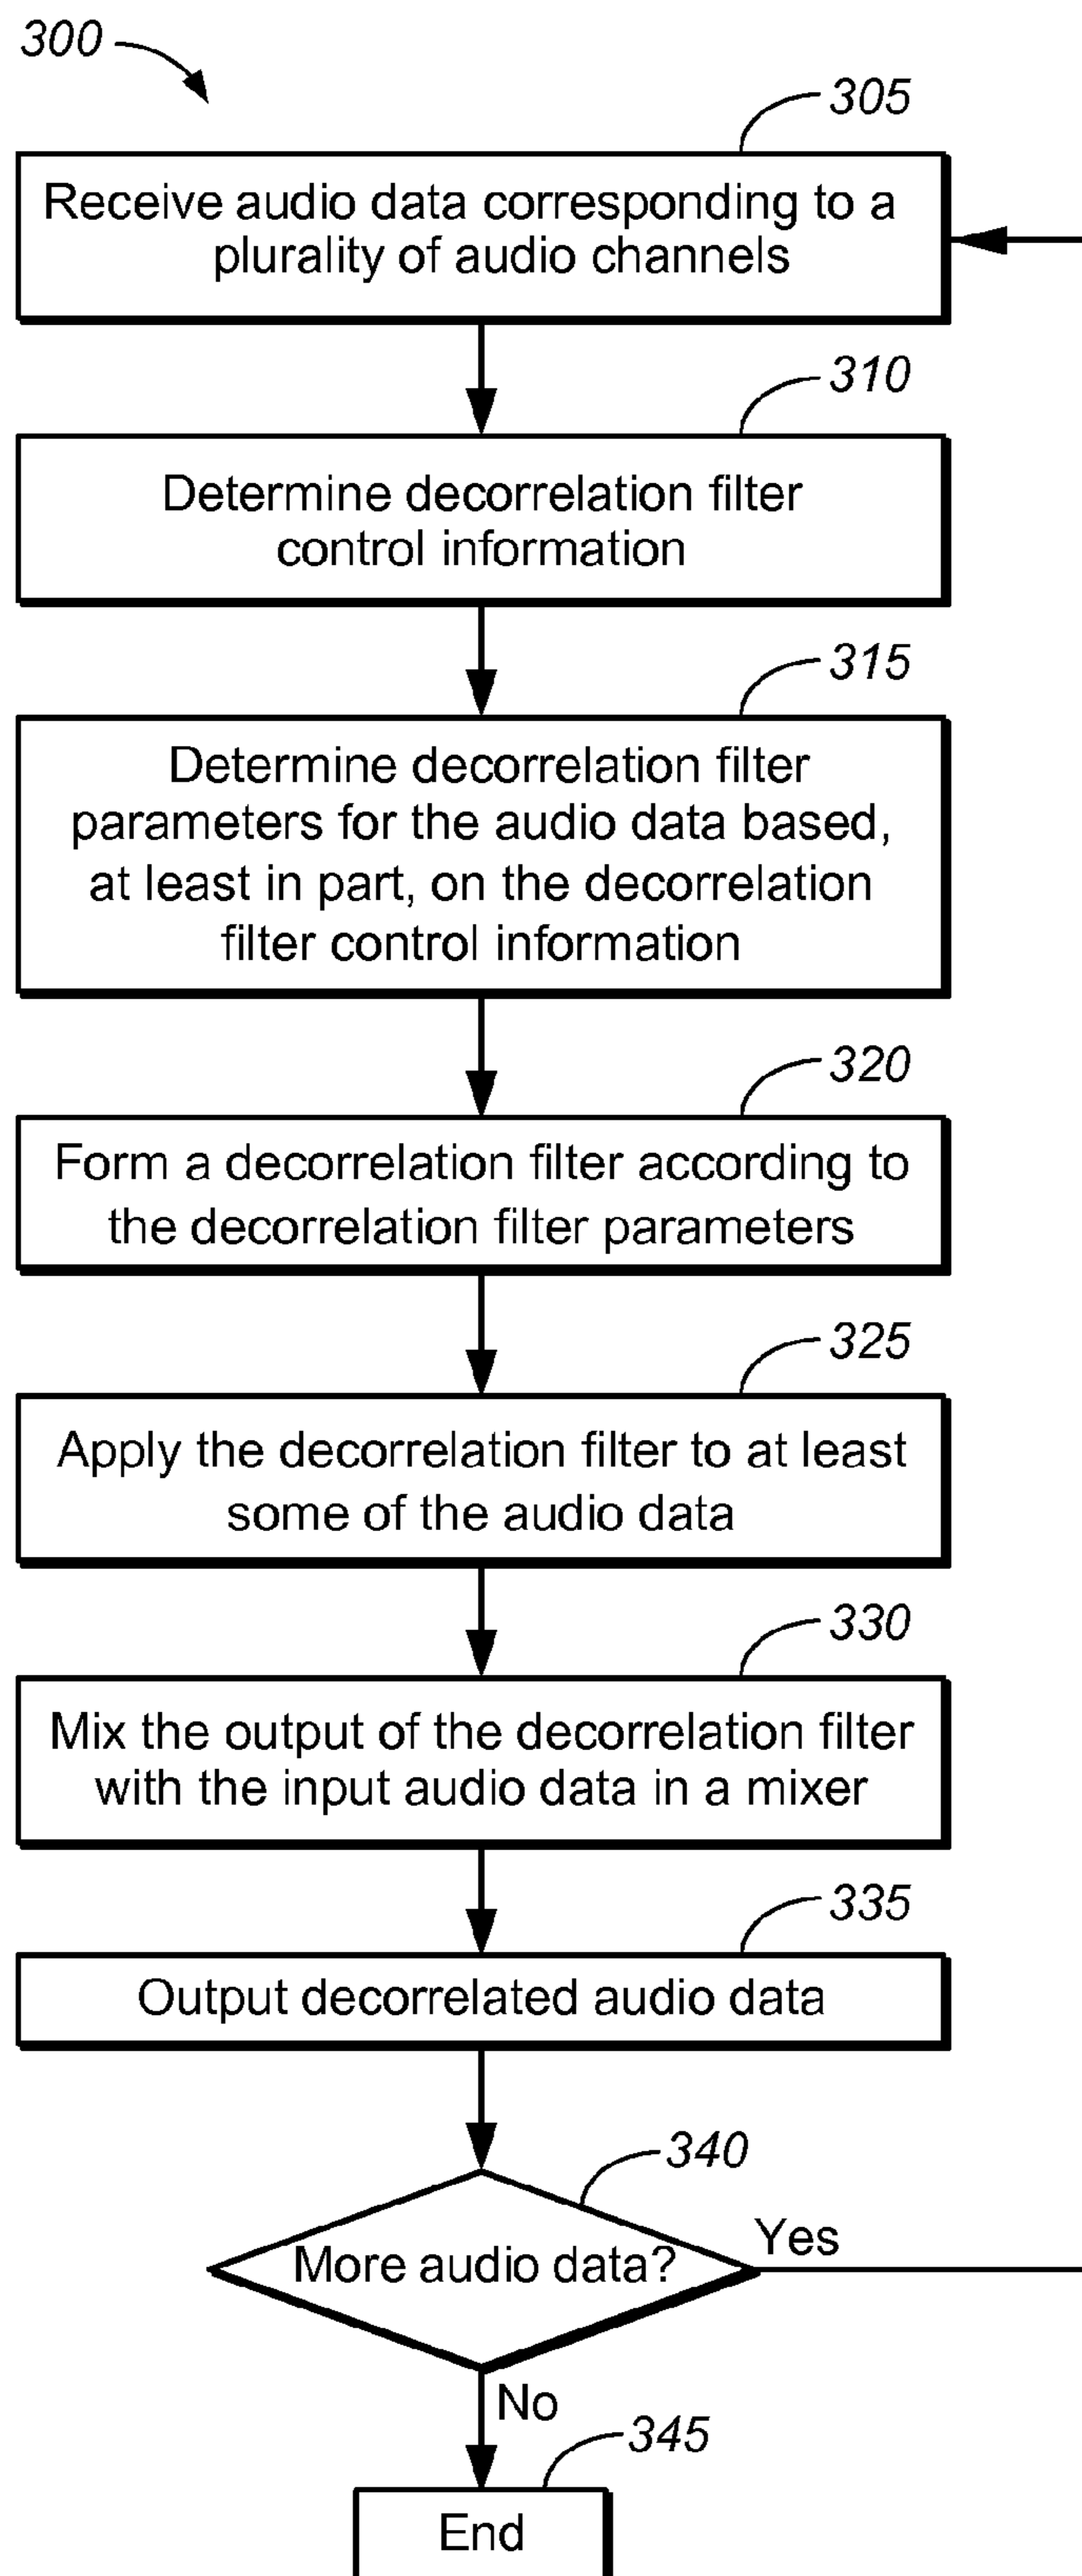 300
305
Receive audio data corresponding to a
plurality of audio channels
310
Determine decorrelation filter
control information
315
Determine decorrelation filter
parameters for the audio data based,
at least in part, on the decorrelation
filter control information
320
Form a decorrelation filter according to
the decorrelation filter parameters
325
Apply the decorrelation filter to at least
some of the audio data
330
Mix the output of the decorrelation filter
with the input audio data in a mixer
335
Output decorrelated audio data
340
More audio data?
Yes
No
345
End